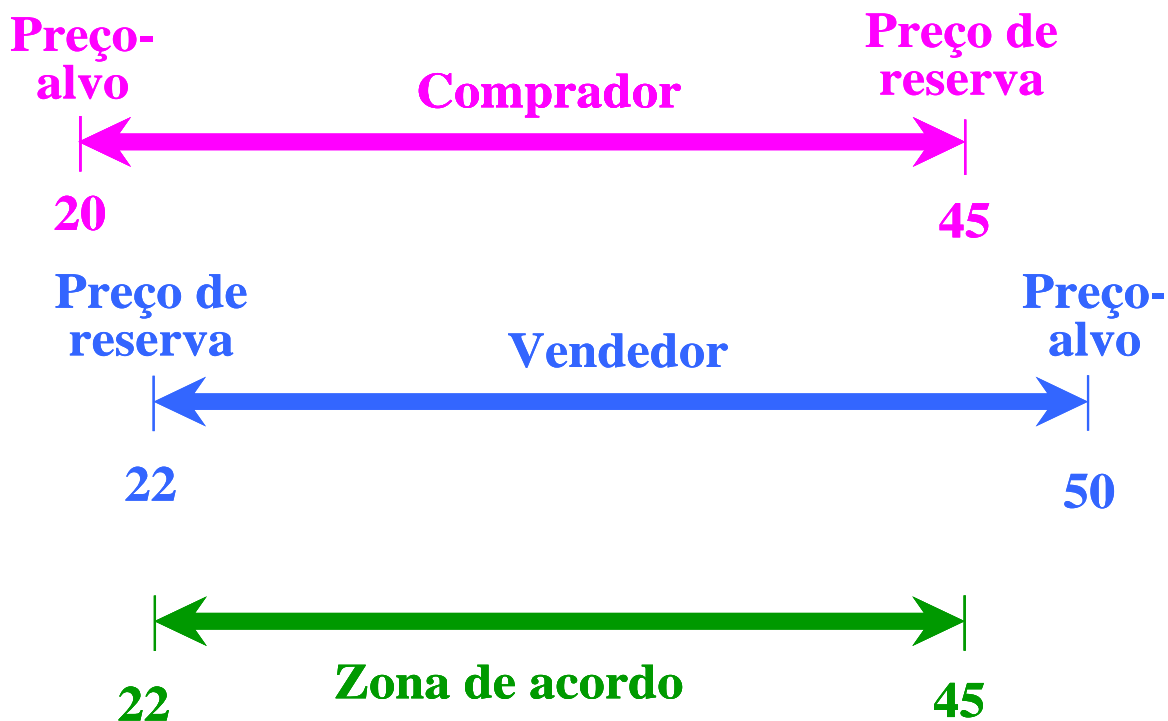 Preço-
alvo
Comprador
Preço de
reserva
20
45
Preço de
reserva
Vendedor
Preço-
alvo
22
50
Zona de acordo
22
45